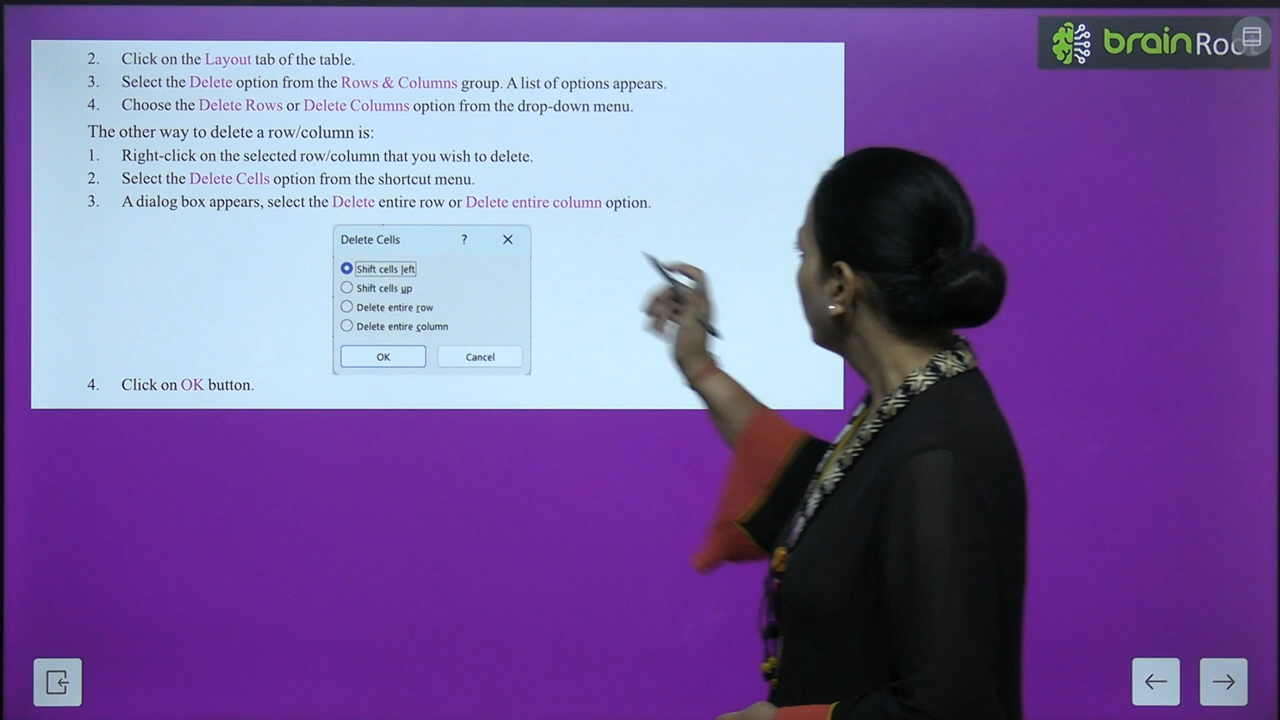 brainRoot
2. Click on the Layout tab of the table.
3. Select the Delete option from the Rows & Columns group. A list of options appears.
4. Choose the Delete Rows or Delete Columns option from the drop-down menu.
The other way to delete a row/column is:
1. Right-click on the selected row/column that you wish to delete.
2. Select the Delete Cells option from the shortcut menu.
3. A dialog box appears, select the Delete entire row or Delete entire column option.
Delete Cells ?
Shift cells left
Shift cells up
Delete entire row
Delete entire column
OK Cancel
4. Click on OK button.